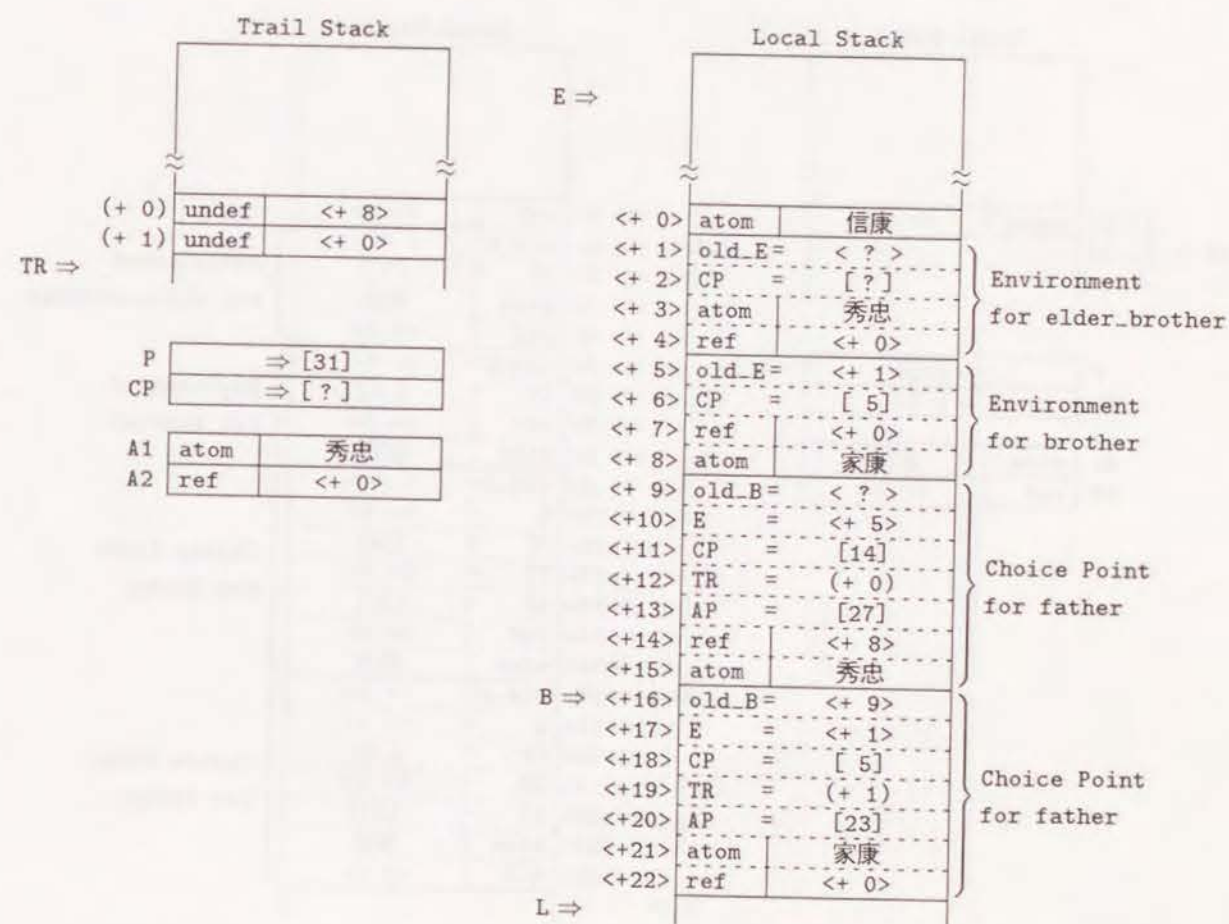 Trail Stack
(+ 0) undef <+ 8>
(+ 1) undef <+ 0>
TR ⇒
P ⇒ [31]
CP ⇒ [ ? ]
A1 atom 秀忠
A2 ref <+ 0>
Local Stack
E ⇒
<+ 0> atom 信康
<+ 1> old_E= < ? >
<+ 2> CP = [ ? ]
<+ 3> atom 秀忠
<+ 4> ref <+ 0>
Environment
for elder_brother
<+ 5> old_E= <+ 1>
<+ 6> CP = [ 5]
<+ 7> ref <+ 0>
<+ 8> atom 家康
Environment
for brother
<+ 9> old_B= < ? >
<+10> E = <+ 5>
<+11> CP = [14]
<+12> TR = (+ 0)
<+13> AP = [27]
<+14> ref <+ 8>
<+15> atom 秀忠
Choice Point
for father
B ⇒ <+16> old_B= <+ 9>
<+17> E = <+ 1>
<+18> CP = [ 5]
<+19> TR = (+ 1)
<+20> AP = [23]
<+21> atom 家康
<+22> ref <+ 0>
Choice Point
for father
L ⇒